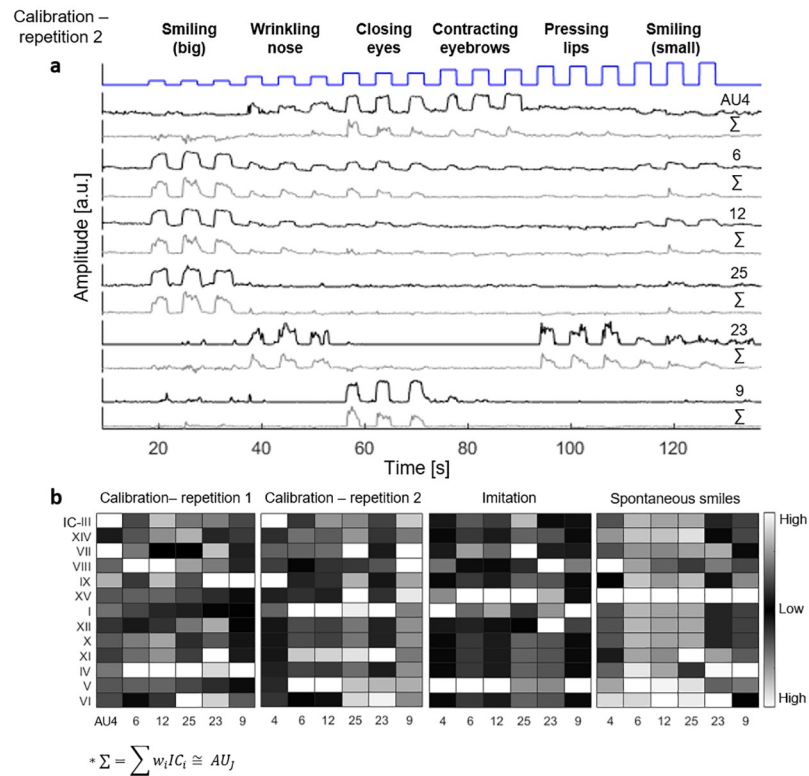 Calibration –
repetition 2
Smiling (big) Wrinkling nose Closing eyes Contracting eyebrows Pressing lips Smiling (small)
a
AU4
Σ
6
Σ
12
Σ
25
Σ
23
Σ
9
Σ
Amplitude [a.u.]
20 40 60 80 100 120
Time [s]
b
Calibration– repetition 1 Calibration – repetition 2 Imitation Spontaneous smiles
IC-III
XIV
VII
VIII
IX
XV
I
XII
X
XI
IV
V
VI
High
Low
High
AU4 6 12 25 23 9 4 6 12 25 23 9 4 6 12 25 23 9 4 6 12 25 23 9
* Σ = ∑ wᵢICᵢ ≅ AU_J